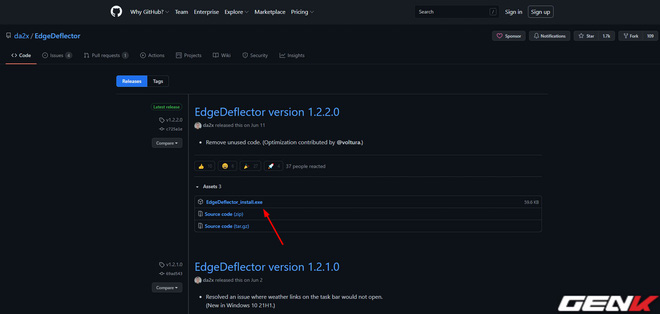 Why GitHub?
Team
Enterprise
Explore
Marketplace
Pricing
Search
/
Sign in
Sign up
da2x / EdgeDeflector
Sponsor
Notifications
Star
1.7k
Fork
109
Code
Issues
Pull requests
Actions
Projects
Wiki
Security
Insights
Releases
Tags
Latest release
v1.2.2.0
Compare
EdgeDeflector version 1.2.2.0
da2x released this on Jun 11
Remove unused code. (Optimization contributed by @voltura.)
57 people reacted
Assets 3
EdgeDeflector_install.exe
59.6 KB
Source code (zip)
Source code (tar.gz)
v1.2.1.0
Compare
EdgeDeflector version 1.2.1.0
da2x released this on Jun 2
Resolved an issue where weather links on the task bar would not open.
(New in Windows 10 21H1.)
GENK